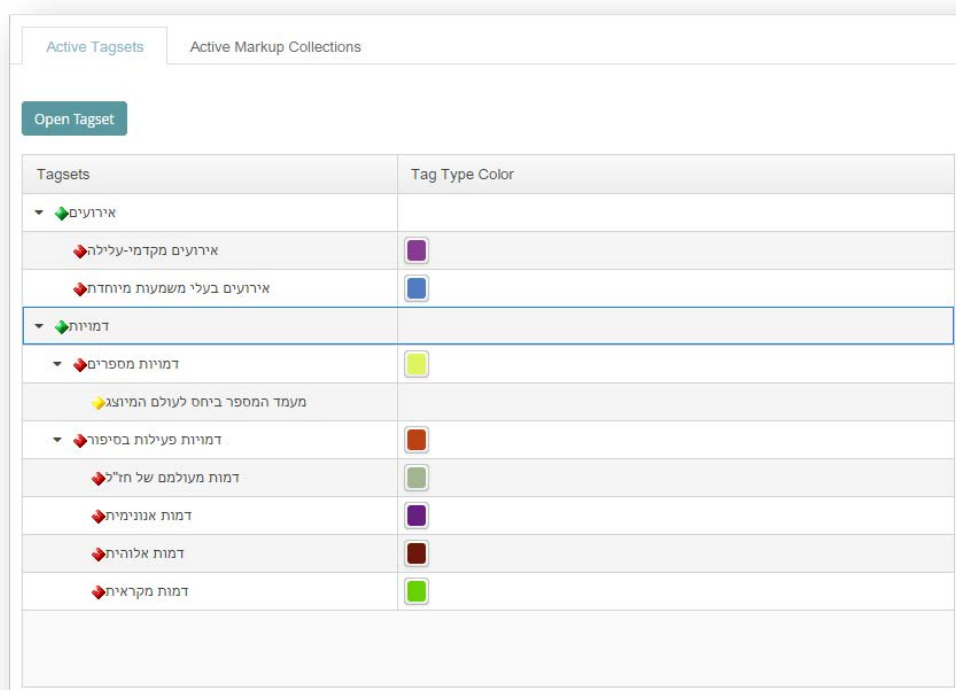 Active Tagsets
Active Markup Collections
Open Tagset
Tagsets
Tag Type Color
אירועים
אירועים מקדמי-עלילה
אירועים בעלי משמעות מיוחדת
דמויות
דמויות מספרים
מעמד המספר ביחס לעולם המיוצג
דמויות פעילות בסיפור
דמות מעולמם של חז"ל
דמות אנונימית
דמות אלוהית
דמות מקראית